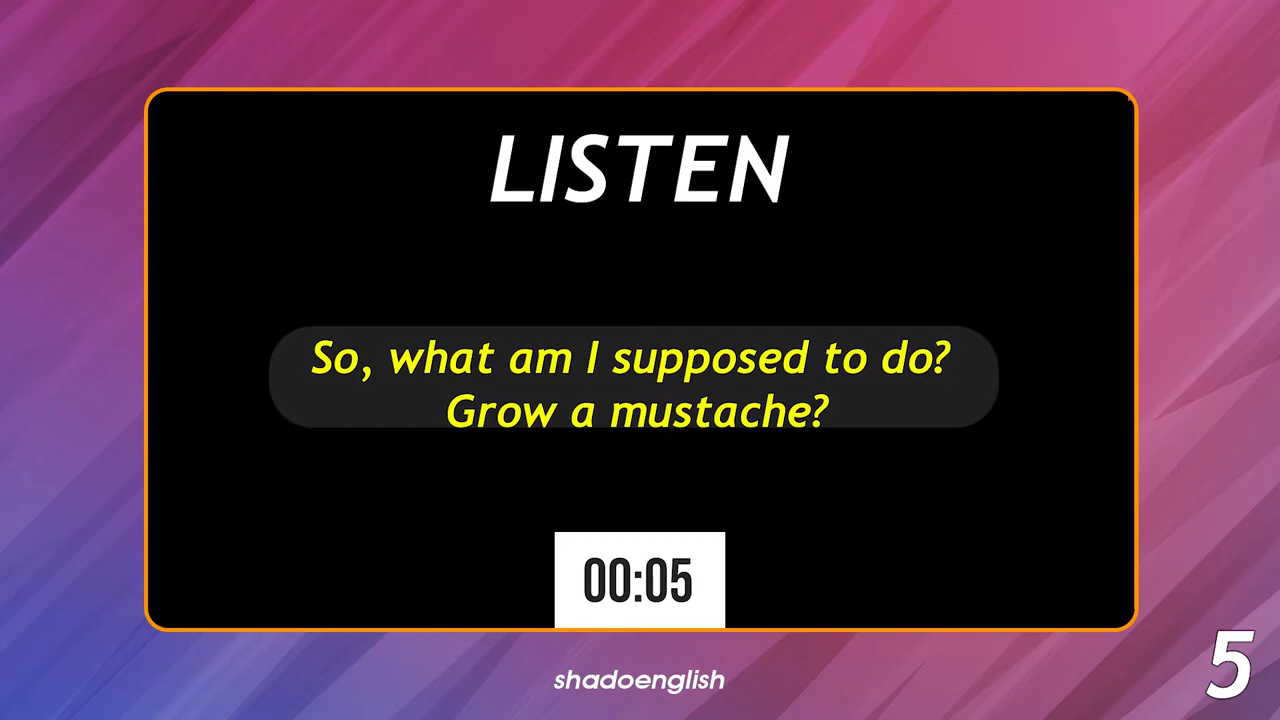 LISTEN
So, what am I supposed to do?
Grow a mustache?
00:05
shadoenglish
5